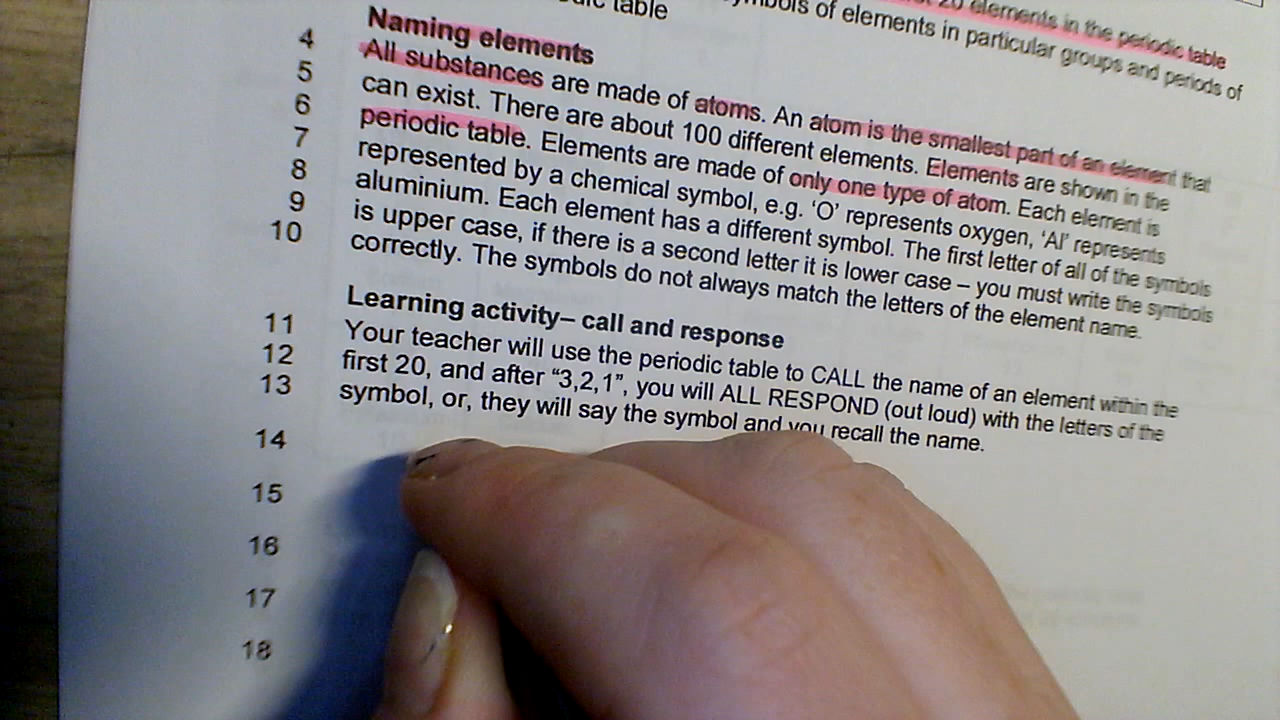 20 elements in the periodic table
table
symbols of elements in particular groups and periods of
Naming elements
4 All substances are made of atoms. An atom is the smallest part of an element that
5 can exist. There are about 100 different elements. Elements are shown in the
6 periodic table. Elements are made of only one type of atom. Each element is
7 represented by a chemical symbol, e.g. ‘O’ represents oxygen, ‘Al’ represents
8 aluminium. Each element has a different symbol. The first letter of all of the symbols
9 is upper case, if there is a second letter it is lower case – you must write the symbols
10 correctly. The symbols do not always match the letters of the element name.
Learning activity– call and response
11 Your teacher will use the periodic table to CALL the name of an element within the
12 first 20, and after “3,2,1”, you will ALL RESPOND (out loud) with the letters of the
13 symbol, or, they will say the symbol and you recall the name.
14
15
16
17
18